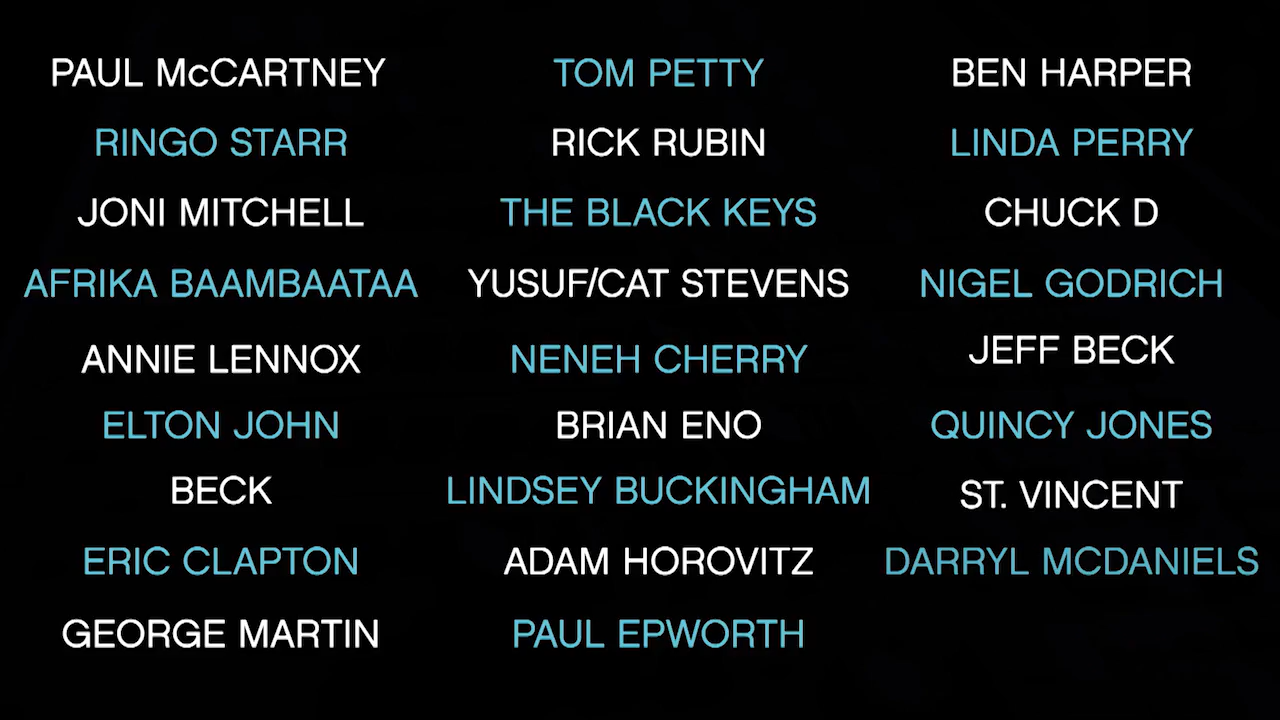 PAUL McCARTNEY
RINGO STARR
JONI MITCHELL
AFRIKA BAAMBAATAA
ANNIE LENNOX
ELTON JOHN
BECK
ERIC CLAPTON
GEORGE MARTIN
TOM PETTY
RICK RUBIN
THE BLACK KEYS
YUSUF/CAT STEVENS
NENEH CHERRY
BRIAN ENO
LINDSEY BUCKINGHAM
ADAM HOROVITZ
PAUL EPWORTH
BEN HARPER
LINDA PERRY
CHUCK D
NIGEL GODRICH
JEFF BECK
QUINCY JONES
ST. VINCENT
DARRYL MCDANIELS